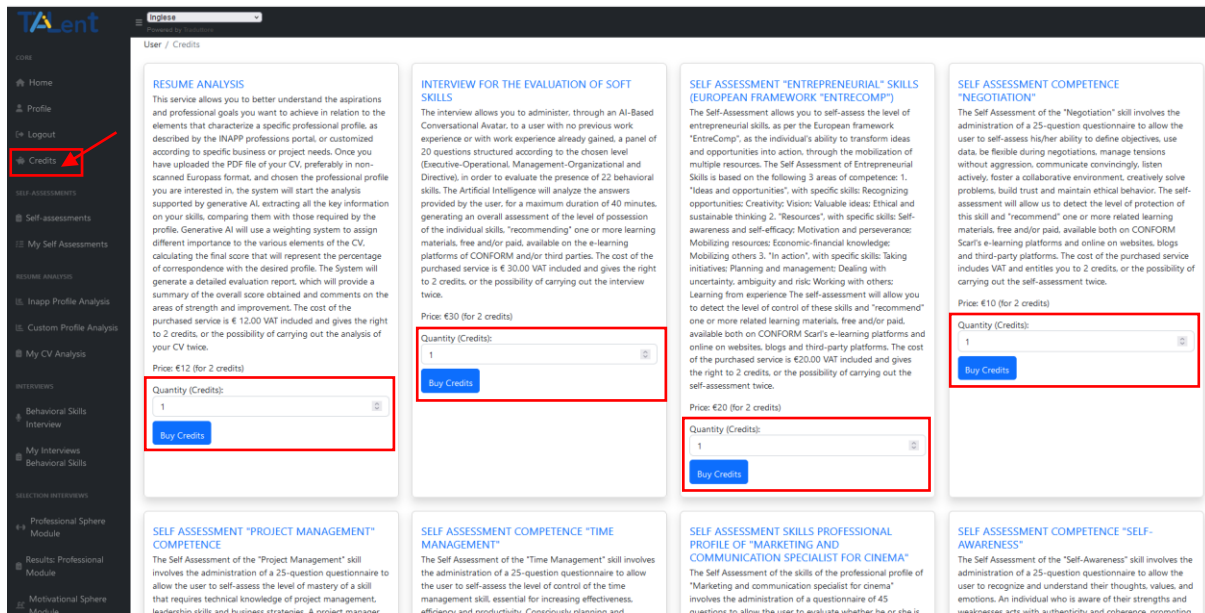 TALent
Inglese
Powered by Traduttore
User / Credits
CORE
Home
Profile
Logout
Credits
SELF-ASSESSMENTS
Self-assessments
My Self Assessments
RESUME ANALYSIS
Inapp Profile Analysis
Custom Profile Analysis
My CV Analysis
INTERVIEWS
Behavioral Skills
Interview
My Interviews
Behavioral Skills
SELECTION INTERVIEWS
Professional Sphere
Module
Results: Professional
Module
Motivational Sphere
Module
RESUME ANALYSIS
This service allows you to better understand the aspirations
and professional goals you want to achieve in relation to the
elements that characterize a specific professional profile, as
described by the INAPP professions portal, or customized
according to specific business or project needs. Once you
have uploaded the PDF file of your CV, preferably in non-
scanned Europass format, and chosen the professional profile
you are interested in, the system will start the analysis
supported by generative AI, extracting all the key information
on your skills, comparing them with those required by the
profile. Generative AI will use a weighting system to assign
different importance to the various elements of the CV,
calculating the final score that will represent the percentage
of correspondence with the desired profile. The System will
generate a detailed evaluation report, which will provide a
summary of the overall score obtained and comments on the
areas of strength and improvement. The cost of the
purchased service is € 12.00 VAT included and gives the right
to 2 credits, or the possibility of carrying out the analysis of
your CV twice.
Price: €12 (for 2 credits)
Quantity (Credits):
1
Buy Credits
INTERVIEW FOR THE EVALUATION OF SOFT
SKILLS
The interview allows you to administer, through an AI-Based
Conversational Avatar, to a user with no previous work
experience or with work experience already gained, a panel of
20 questions structured according to the chosen level
(Executive-Operational, Management-Organizational and
Directive), in order to evaluate the presence of 22 behavioral
skills. The Artificial Intelligence will analyze the answers
provided by the user, for a maximum duration of 40 minutes,
generating an overall assessment of the level of possession
of the individual skills, "recommending" one or more learning
materials, free and/or paid, available on the e-learning
platforms of CONFORM and/or third parties. The cost of the
purchased service is € 30.00 VAT included and gives the right
to 2 credits, or the possibility of carrying out the interview
twice.
Price: €30 (for 2 credits)
Quantity (Credits):
1
Buy Credits
SELF ASSESSMENT "ENTREPRENEURIAL" SKILLS
(EUROPEAN FRAMEWORK "ENTRECOMP")
The Self-Assessment allows you to self-assess the level of
entrepreneurial skills, as per the European framework
"EntreComp", as the individual's ability to transform ideas
and opportunities into action, through the mobilization of
multiple resources. The Self Assessment of Entrepreneurial
Skills is based on the following 3 areas of competence: 1.
"Ideas and opportunities", with specific skills: Recognizing
opportunities; Creativity; Vision; Valuable ideas; Ethical and
sustainable thinking 2. "Resources", with specific skills: Self-
awareness and self-efficacy; Motivation and perseverance;
Mobilizing resources; Economic-financial knowledge;
Mobilizing others 3. "In action", with specific skills: Taking
initiatives; Planning and management; Dealing with
uncertainty, ambiguity and risk; Working with others;
Learning from experience The self-assessment will allow you
to detect the level of control of these skills and "recommend"
one or more related learning materials, free and/or paid,
available both on CONFORM Scarl's e-learning platforms and
online on websites, blogs and third-party platforms. The cost
of the purchased service is €20.00 VAT included and gives
the right to 2 credits, or the possibility of carrying out the
self-assessment twice.
Price: €20 (for 2 credits)
Quantity (Credits):
1
Buy Credits
SELF ASSESSMENT COMPETENCE
"NEGOTIATION"
The Self Assessment of the "Negotiation" skill involves the
administration of a 25-question questionnaire to allow the
user to self-assess his/her ability to define objectives, use
data, be flexible during negotiations, manage tensions
without aggression, communicate convincingly, listen
actively, foster a collaborative environment, creatively solve
problems, build trust and maintain ethical behavior. The self-
assessment will allow us to detect the level of protection of
this skill and "recommend" one or more related learning
materials, free and/or paid, available both on CONFORM
Scarl's e-learning platforms and online on websites, blogs
and third-party platforms. The cost of the purchased service
includes VAT and entitles you to 2 credits, or the possibility of
carrying out the self-assessment twice.
Price: €10 (for 2 credits)
Quantity (Credits):
1
Buy Credits
SELF ASSESSMENT "PROJECT MANAGEMENT"
COMPETENCE
The Self Assessment of the "Project Management" skill
involves the administration of a 25-question questionnaire to
allow the user to self-assess the level of mastery of a skill
that requires technical knowledge of project management,
leadership skills and business strategies. A project manager
SELF ASSESSMENT COMPETENCE "TIME
MANAGEMENT"
The Self Assessment of the "Time Management" skill involves
the administration of a 25-question questionnaire to allow
the user to self-assess the level of control of the time
management skill, essential for increasing effectiveness,
efficiency and productivity. Consciously planning and
SELF ASSESSMENT SKILLS PROFESSIONAL
PROFILE OF "MARKETING AND
COMMUNICATION SPECIALIST FOR CINEMA"
The Self Assessment of the skills of the professional profile of
"Marketing and communication specialist for cinema"
involves the administration of a questionnaire of 45
questions to allow the user to evaluate whether he or she is
SELF ASSESSMENT COMPETENCE "SELF-
AWARENESS"
The Self Assessment of the "Self-Awareness" skill involves the
administration of a 25-question questionnaire to allow the
user to recognize and understand their thoughts, values, and
emotions. An individual who is aware of their strengths and
weaknesses acts with authenticity and coherence, promoting